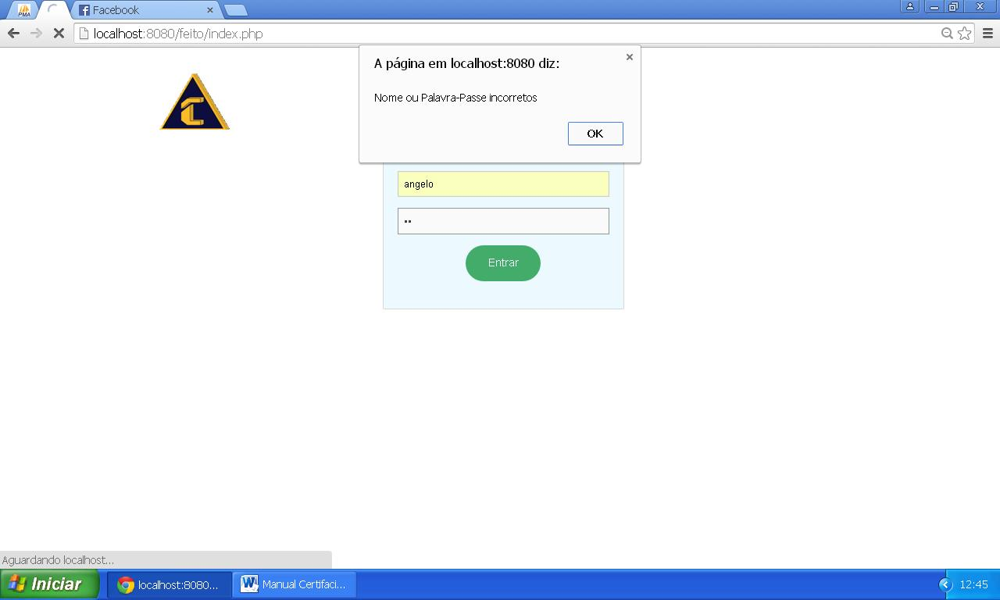 PMA
Facebook
localhost:8080/feito/index.php
A página em localhost:8080 diz:
Nome ou Palavra-Passe incorretos
OK
angelo
Entrar
Aguardando localhost...
Iniciar
localhost:8080...
Manual Certifaci...
12:45